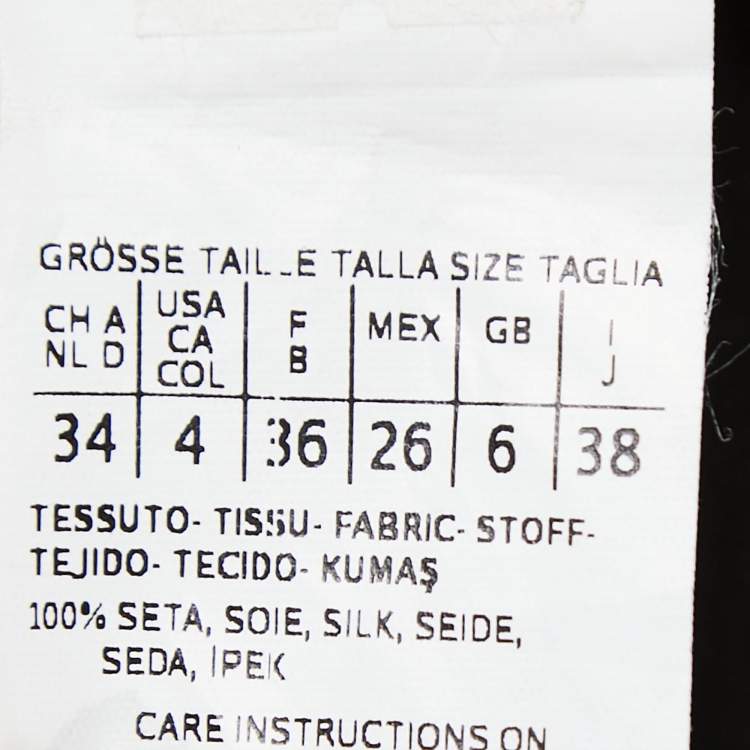 GRÖSSE TAILLE TALLA SIZE TAGLIA
CH A NL D USA CA COL F B MEX GB I J
34 4 36 26 6 38
TESSUTO- TISSU- FABRIC- STOFF-
TEJIDO- TECIDO- KUMAŞ
100% SETA, SOIE, SILK, SEIDE,
SEDA, İPEK
CARE INSTRUCTIONS ON